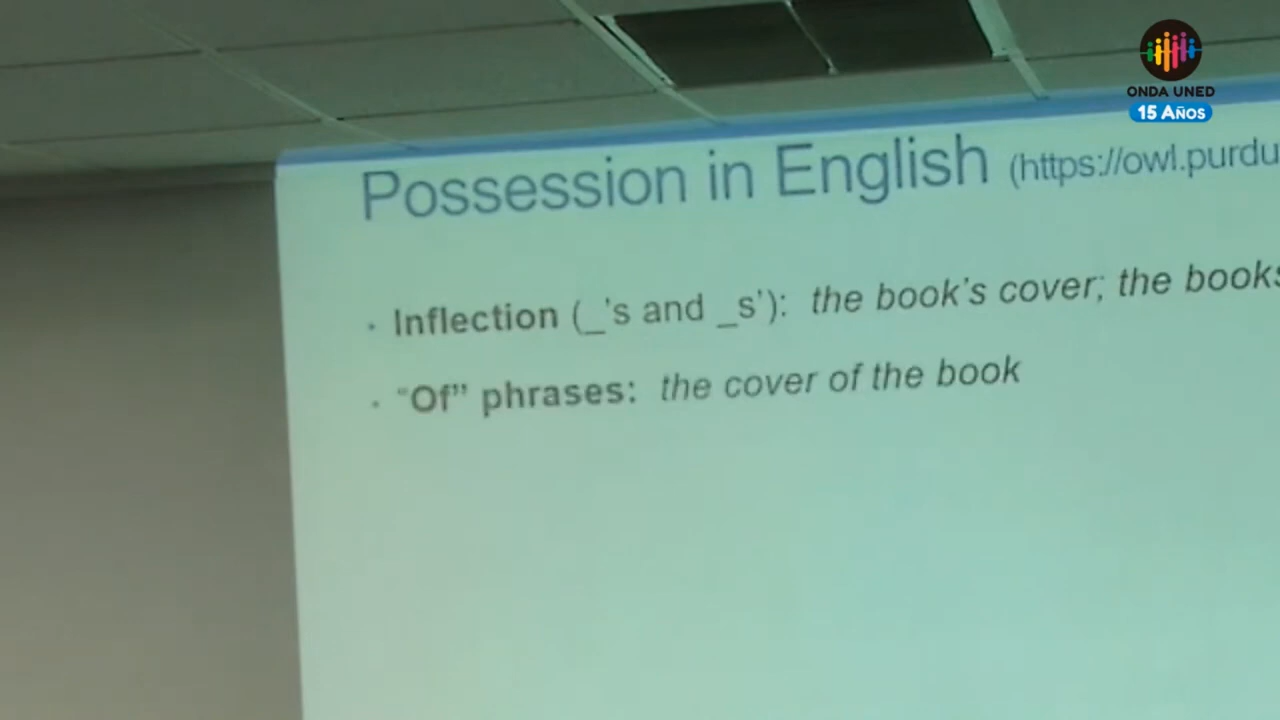 ONDA UNED
15 AÑOS
Possession in English (https://owl.purdu
· Inflection (_'s and _s'): the book's cover; the books
· “Of” phrases: the cover of the book